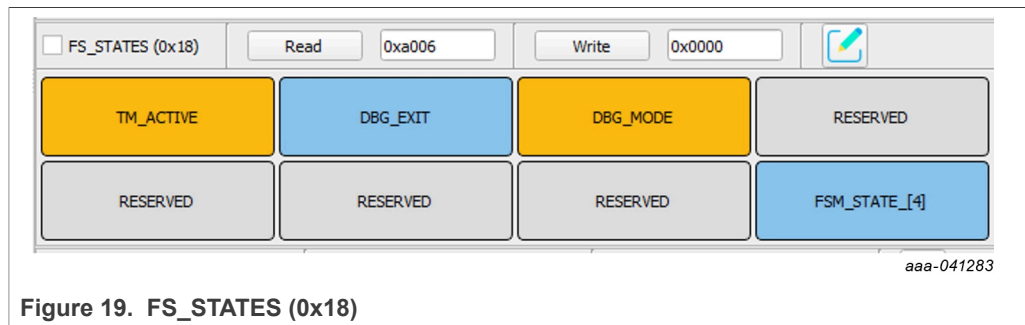 FS_STATES (0x18) Read 0xa006 Write 0x0000
TM_ACTIVE DBG_EXIT DBG_MODE RESERVED
RESERVED RESERVED RESERVED FSM_STATE_[4]
aaa-041283
Figure 19. FS_STATES (0x18)